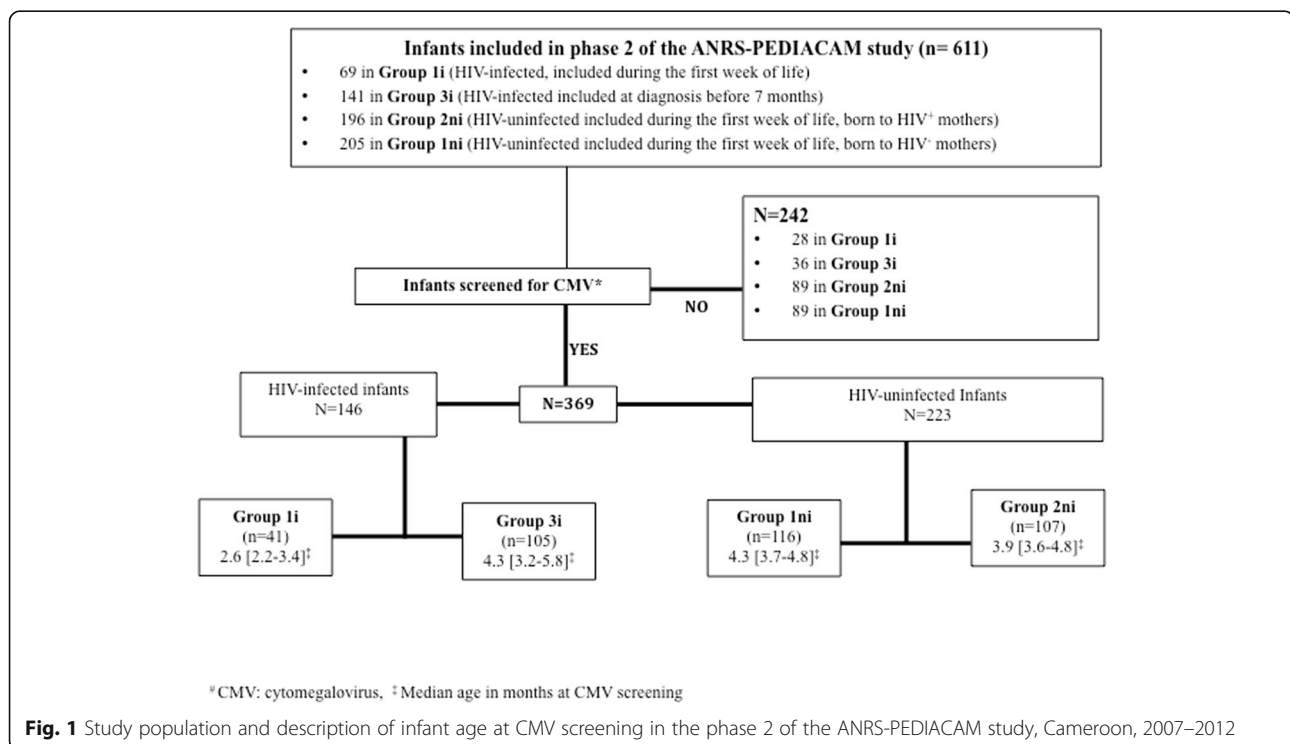 Infants included in phase 2 of the ANRS-PEDIACAM study (n= 611)
• 69 in Group 1i (HIV-infected, included during the first week of life)
• 141 in Group 3i (HIV-infected included at diagnosis before 7 months)
• 196 in Group 2ni (HIV-uninfected included during the first week of life, born to HIV⁺ mothers)
• 205 in Group 1ni (HIV-uninfected included during the first week of life, born to HIV⁻ mothers)
N=242
• 28 in Group 1i
• 36 in Group 3i
• 89 in Group 2ni
• 89 in Group 1ni
Infants screened for CMV*
NO
YES
HIV-infected infants
N=146
N=369
HIV-uninfected Infants
N=223
Group 1i
(n=41)
2.6 [2.2-3.4]‡
Group 3i
(n=105)
4.3 [3.2-5.8]‡
Group 1ni
(n=116)
4.3 [3.7-4.8]‡
Group 2ni
(n=107)
3.9 [3.6-4.8]‡
#CMV: cytomegalovirus, ‡Median age in months at CMV screening
Fig. 1 Study population and description of infant age at CMV screening in the phase 2 of the ANRS-PEDIACAM study, Cameroon, 2007–2012